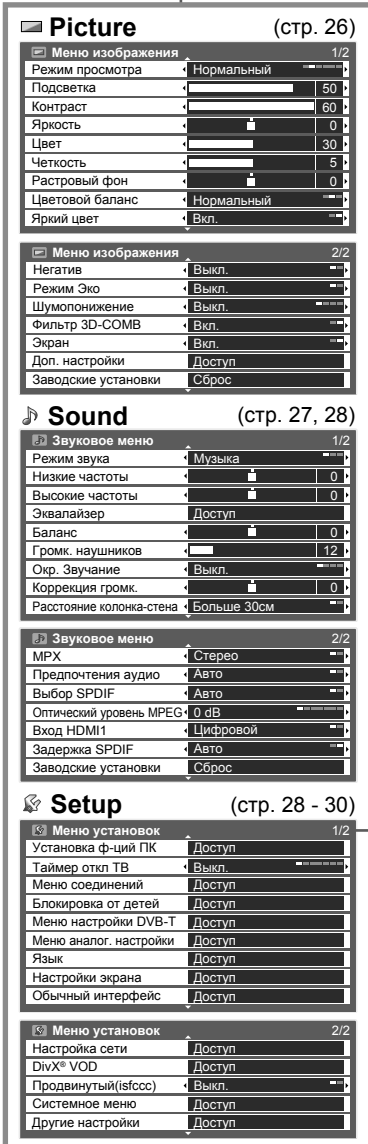 Picture (стр. 26)
Меню изображения 1/2
Режим просмотра Нормальный
Подсветка 50
Контраст 60
Яркость 0
Цвет 30
Четкость 5
Растровый фон 0
Цветовой баланс Нормальный
Яркий цвет Вкл.
Меню изображения 2/2
Негатив Выкл.
Режим Эко Выкл.
Шумопонижение Выкл.
Фильтр 3D-COMB Вкл.
Экран Вкл.
Доп. настройки Доступ
Заводские установки Сброс
Sound (стр. 27, 28)
Звуковое меню 1/2
Режим звука Музыка
Низкие частоты 0
Высокие частоты 0
Эквалайзер Доступ
Баланс 0
Громк. наушников 12
Окр. Звучание Выкл.
Коррекция громк. 0
Расстояние колонка-стена Больше 30см
Звуковое меню 2/2
MPX Стерео
Предпочтения аудио Авто
Выбор SPDIF Авто
Оптический уровень MPEG 0 dB
Вход HDMI1 Цифровой
Задержка SPDIF Авто
Заводские установки Сброс
Setup (стр. 28 - 30)
Меню установок 1/2
Установка ф-ций ПК Доступ
Таймер откл ТВ Выкл.
Меню соединений Доступ
Блокировка от детей Доступ
Меню настройки DVB-T Доступ
Меню аналог. настройки Доступ
Язык Доступ
Настройки экрана Доступ
Обычный интерфейс Доступ
Меню установок 2/2
Настройка сети Доступ
DivX® VOD Доступ
Продвинутый(isfccc) Выкл.
Системное меню Доступ
Другие настройки Доступ